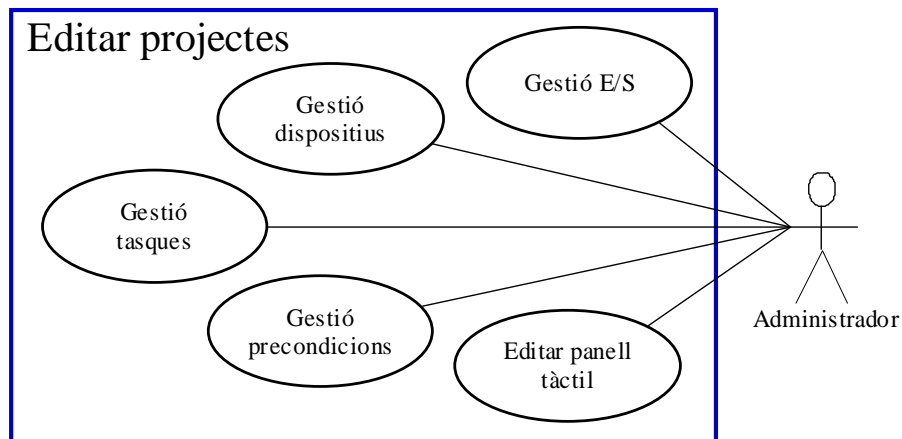 Editar projectes
Gestió E/S
Gestió
dispositius
Gestió
tasques
Gestió
precondicions
Editar panell
tàctil
Administrador